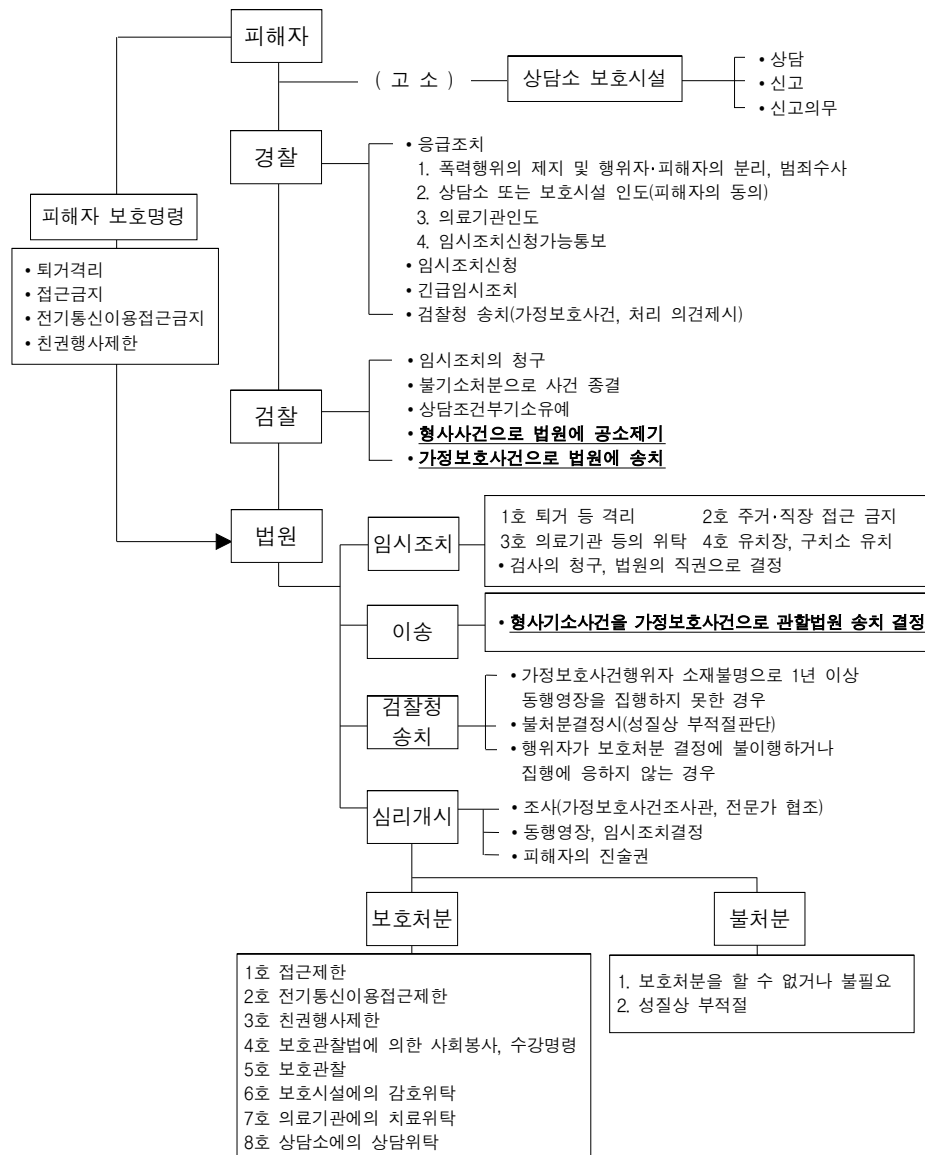 피해자
( 고 소 )
상담소 보호시설
• 상담
• 신고
• 신고의무
경찰
• 응급조치
1. 폭력행위의 제지 및 행위자·피해자의 분리, 범죄수사
2. 상담소 또는 보호시설 인도(피해자의 동의)
3. 의료기관인도
4. 임시조치신청가능통보
• 임시조치신청
• 긴급임시조치
• 검찰청 송치(가정보호사건, 처리 의견제시)
피해자 보호명령
• 퇴거격리
• 접근금지
• 전기통신이용접근금지
• 친권행사제한
검찰
• 임시조치의 청구
• 불기소처분으로 사건 종결
• 상담조건부기소유예
• 형사사건으로 법원에 공소제기
• 가정보호사건으로 법원에 송치
법원
임시조치
1호 퇴거 등 격리 2호 주거·직장 접근 금지
3호 의료기관 등의 위탁 4호 유치장, 구치소 유치
• 검사의 청구, 법원의 직권으로 결정
이송
• 형사기소사건을 가정보호사건으로 관할법원 송치 결정
검찰청
송치
• 가정보호사건행위자 소재불명으로 1년 이상
동행영장을 집행하지 못한 경우
• 불처분결정시(성질상 부적절판단)
• 행위자가 보호처분 결정에 불이행하거나
집행에 응하지 않는 경우
심리개시
• 조사(가정보호사건조사관, 전문가 협조)
• 동행영장, 임시조치결정
• 피해자의 진술권
보호처분
1호 접근제한
2호 전기통신이용접근제한
3호 친권행사제한
4호 보호관찰법에 의한 사회봉사, 수강명령
5호 보호관찰
6호 보호시설에의 감호위탁
7호 의료기관에의 치료위탁
8호 상담소에의 상담위탁
불처분
1. 보호처분을 할 수 없거나 불필요
2. 성질상 부적절